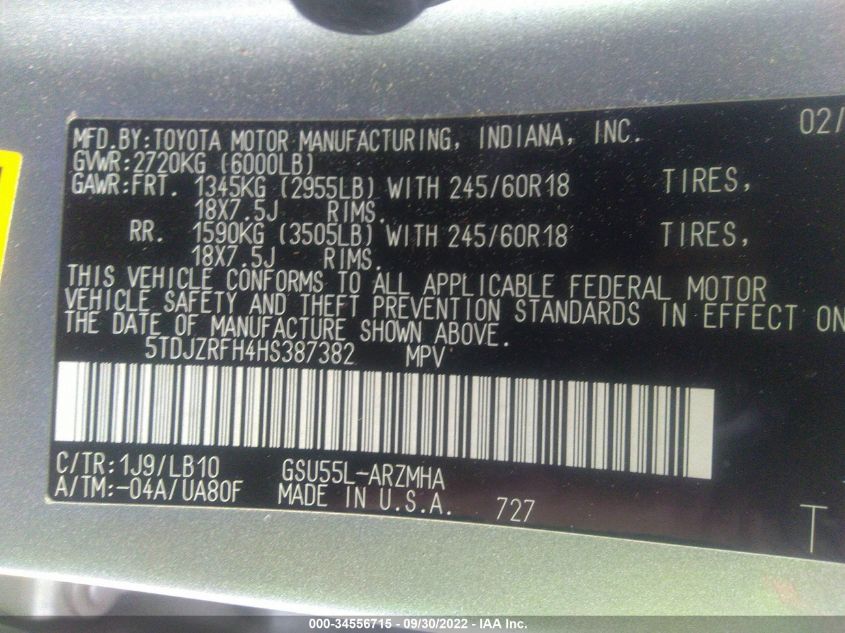 MFD.BY:TOYOTA MOTOR MANUFACTURING, INDIANA, INC. 02/
GVWR:2720KG (6000LB)
GAWR:FRT. 1345KG (2955LB) WITH 245/60R18 TIRES,
18X7.5J RIMS.
RR. 1590KG (3505LB) WITH 245/60R18 TIRES,
18X7.5J RIMS.
THIS VEHICLE CONFORMS TO ALL APPLICABLE FEDERAL MOTOR
VEHICLE SAFETY AND THEFT PREVENTION STANDARDS IN EFFECT ON
THE DATE OF MANUFACTURE SHOWN ABOVE.
5TDJZRFH4HS387382 MPV
C/TR:1J9/LB10 GSU55L-ARZMHA
A/TM:-04A/UA80F MADE IN U.S.A. 727
T
000-34556715 - 09/30/2022 - IAA Inc.